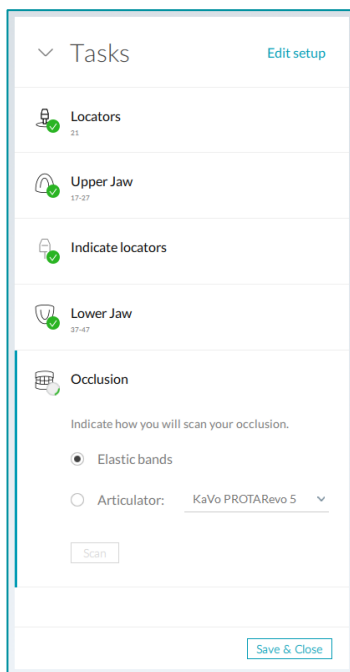 Tasks
Edit setup
Locators
21
Upper Jaw
17-27
Indicate locators
Lower Jaw
37-47
Occlusion
Indicate how you will scan your occlusion.
Elastic bands
Articulator: KaVo PROTARevo 5
Scan
Save & Close